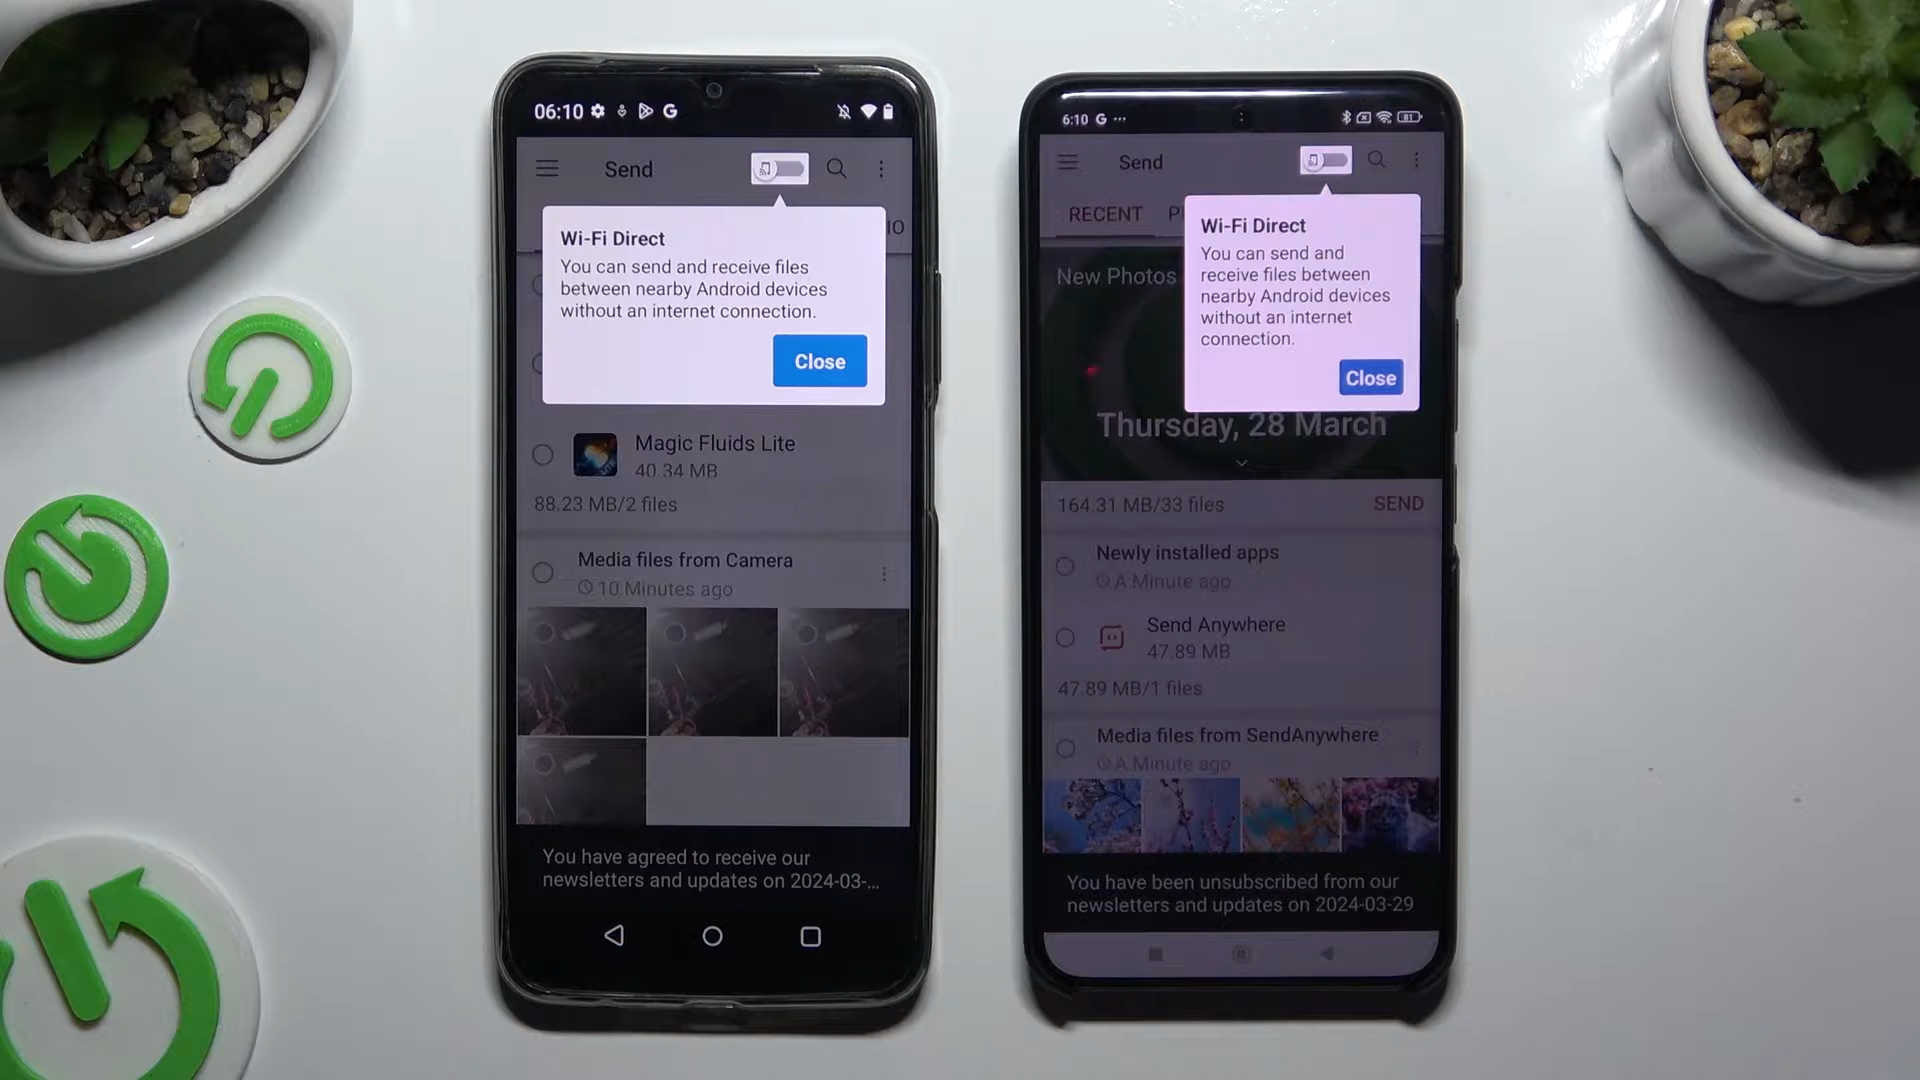 06:10
Send
IO
Wi-Fi Direct
You can send and receive files
between nearby Android devices
without an internet connection.
Close
Magic Fluids Lite
40.34 MB
88.23 MB/2 files
Media files from Camera
10 Minutes ago
You have agreed to receive our
newsletters and updates on 2024-03-...
6:10
81
Send
RECENT
Wi-Fi Direct
You can send and
receive files between
nearby Android devices
without an internet
connection.
Close
New Photos
Thursday, 28 March
164.31 MB/33 files SEND
Newly installed apps
A Minute ago
Send Anywhere
47.89 MB
47.89 MB/1 files
Media files from SendAnywhere
A Minute ago
You have been unsubscribed from our
newsletters and updates on 2024-03-29